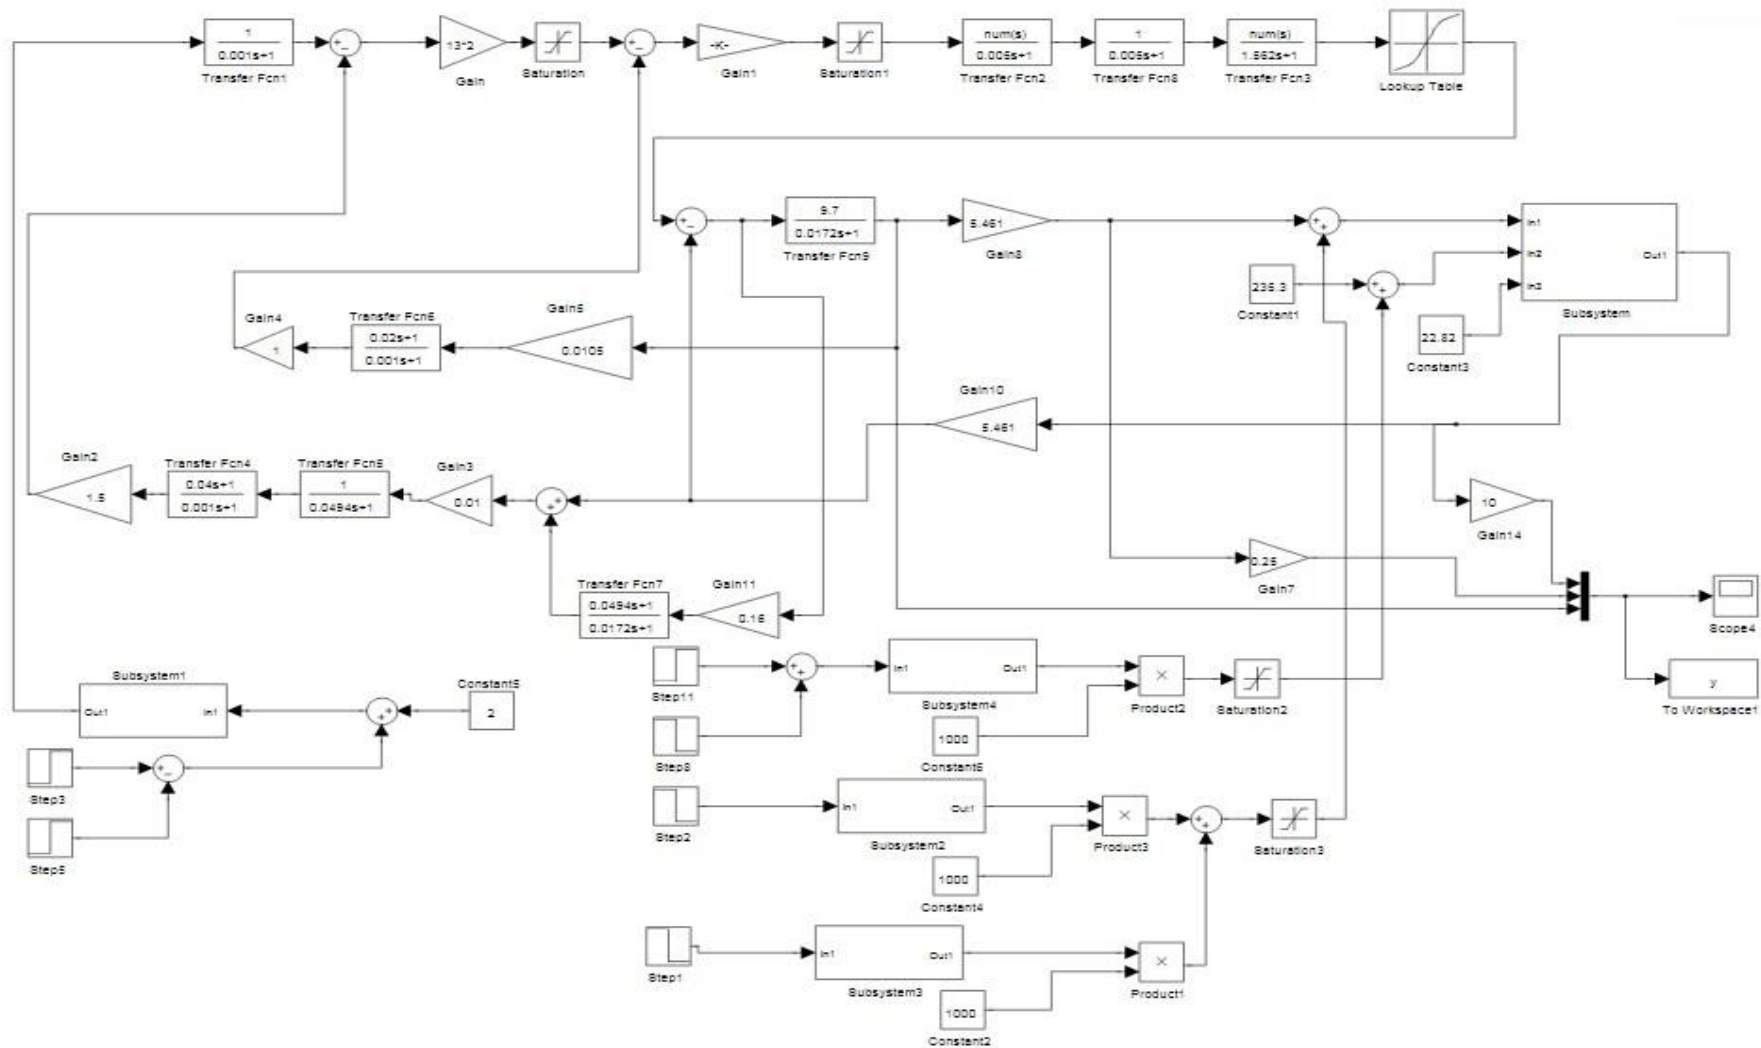 1
0.001s+1
Transfer Fcn1
13*2
Gain
Saturation
-K-
Gain1
Saturation1
num(s)
0.005s+1
Transfer Fcn2
1
0.005s+1
Transfer Fcn8
num(s)
1.562s+1
Transfer Fcn3
Lookup Table
9.7
0.0172s+1
Transfer Fcn9
5.461
Gain8
In1
In2
In3
Out1
Subsystem
235.3
Constant1
22.82
Constant3
Gain4
1
Transfer Fcn6
0.02s+1
0.001s+1
Gain5
0.0105
Gain10
5.461
Gain2
1.5
Transfer Fcn4
0.04s+1
0.001s+1
Transfer Fcn5
1
0.0494s+1
Gain3
0.01
10
Gain14
0.25
Gain7
Transfer Fcn7
0.0494s+1
0.0172s+1
Gain11
0.16
Scope4
y
To Workspace1
Subsystem1
Out1
In1
Constant5
2
Step3
Step5
Step11
Step8
In1
Out1
Subsystem4
1000
Constant6
Product2
Saturation2
Step2
In1
Out1
Subsystem2
1000
Constant4
Product3
Saturation3
Step1
In1
Out1
Subsystem3
1000
Constant2
Product1